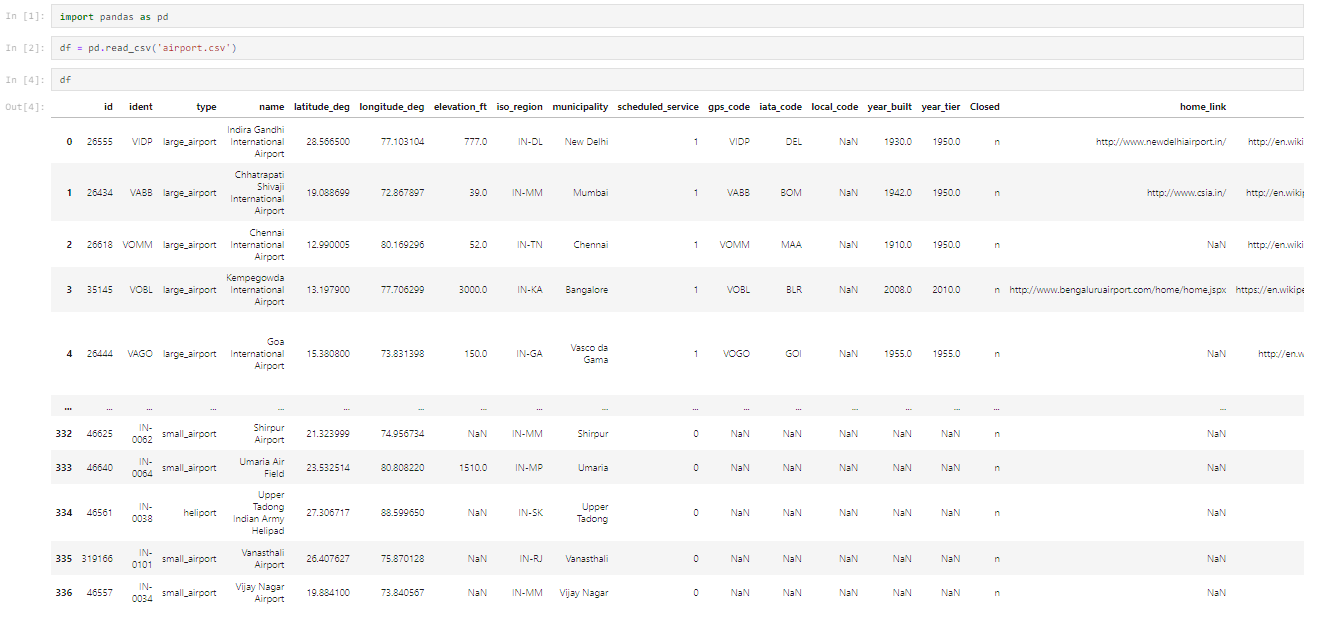 In [1]: import pandas as pd
In [2]: df = pd.read_csv('airport.csv')
In [4]: df
Out[4]:
id ident type name latitude_deg longitude_deg elevation_ft iso_region municipality scheduled_service gps_code iata_code local_code year_built year_tier Closed home_link
0 26555 VIDP large_airport Indira Gandhi International Airport 28.566500 77.103104 777.0 IN-DL New Delhi 1 VIDP DEL NaN 1930.0 1950.0 n http://www.newdelhiairport.in/ http://en.wiki
1 26434 VABB large_airport Chhatrapati Shivaji International Airport 19.088699 72.867897 39.0 IN-MM Mumbai 1 VABB BOM NaN 1942.0 1950.0 n http://www.csia.in/ http://en.wikip
2 26618 VOMM large_airport Chennai International Airport 12.990005 80.169296 52.0 IN-TN Chennai 1 VOMM MAA NaN 1910.0 1950.0 n NaN http://en.wiki
3 35145 VOBL large_airport Kempegowda International Airport 13.197900 77.706299 3000.0 IN-KA Bangalore 1 VOBL BLR NaN 2008.0 2010.0 n http://www.bengaluruairport.com/home/home.jspx https://en.wikipe
4 26444 VAGO large_airport Goa International Airport 15.380800 73.831398 150.0 IN-GA Vasco da Gama 1 VOGO GOI NaN 1955.0 1955.0 n NaN http://en.w
... ... ... ... ... ... ... ... ... ... ... ... ... ... ... ... ... ...
332 46625 IN-0062 small_airport Shirpur Airport 21.323999 74.956734 NaN IN-MM Shirpur 0 NaN NaN NaN NaN NaN n NaN
333 46640 IN-0064 small_airport Umaria Air Field 23.532514 80.808220 1510.0 IN-MP Umaria 0 NaN NaN NaN NaN NaN n NaN
334 46561 IN-0038 heliport Upper Tadong Indian Army Helipad 27.306717 88.599650 NaN IN-SK Upper Tadong 0 NaN NaN NaN NaN NaN n NaN
335 319166 IN-0101 small_airport Vanasthali Airport 26.407627 75.870128 NaN IN-RJ Vanasthali 0 NaN NaN NaN NaN NaN n NaN
336 46557 IN-0034 small_airport Vijay Nagar Airport 19.884100 73.840567 NaN IN-MM Vijay Nagar 0 NaN NaN NaN NaN NaN n NaN